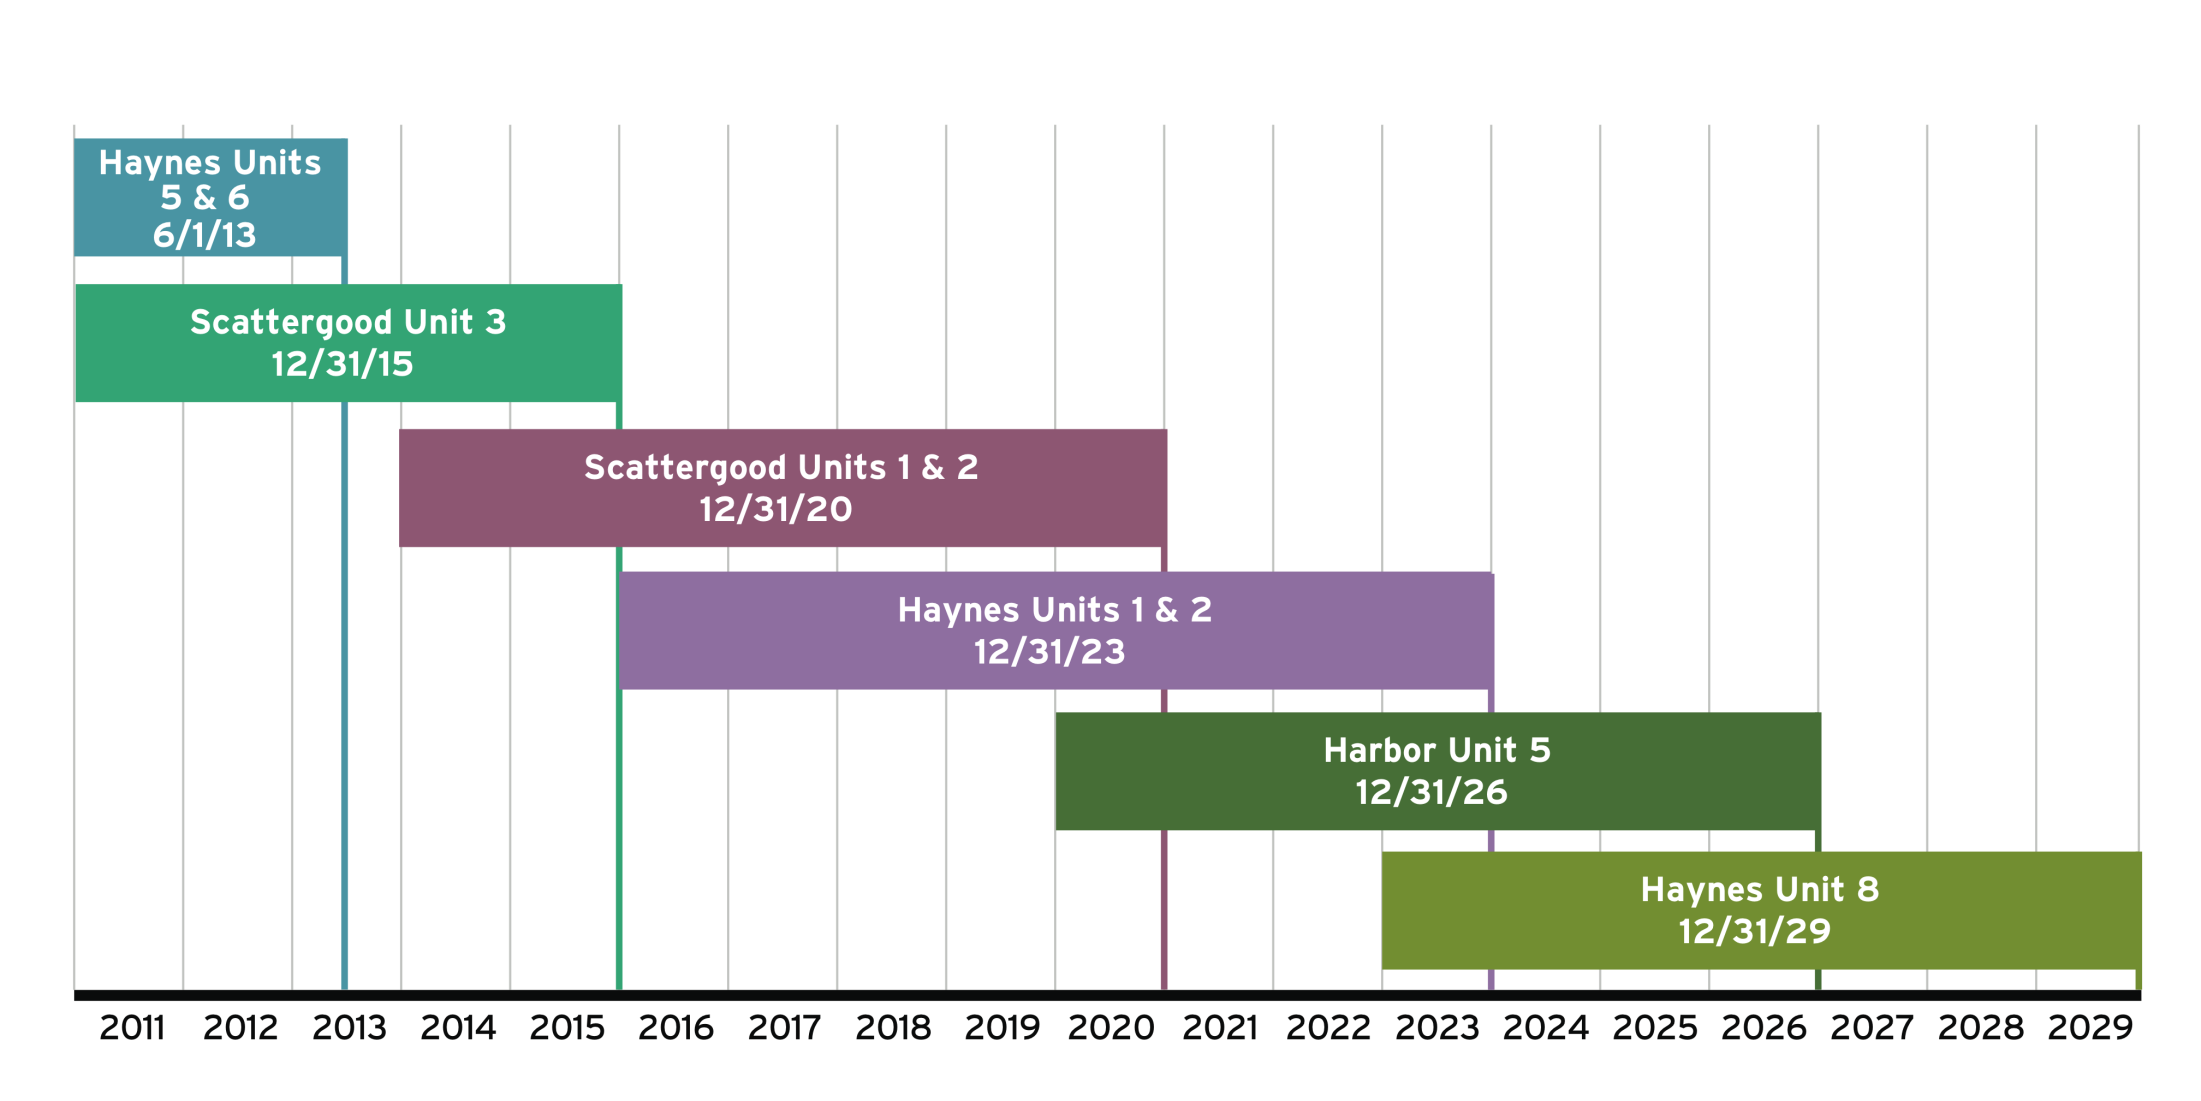 Haynes Units
5 & 6
6/1/13
Scattergood Unit 3
12/31/15
Scattergood Units 1 & 2
12/31/20
Haynes Units 1 & 2
12/31/23
Harbor Unit 5
12/31/26
Haynes Unit 8
12/31/29
2011 2012 2013 2014 2015 2016 2017 2018 2019 2020 2021 2022 2023 2024 2025 2026 2027 2028 2029